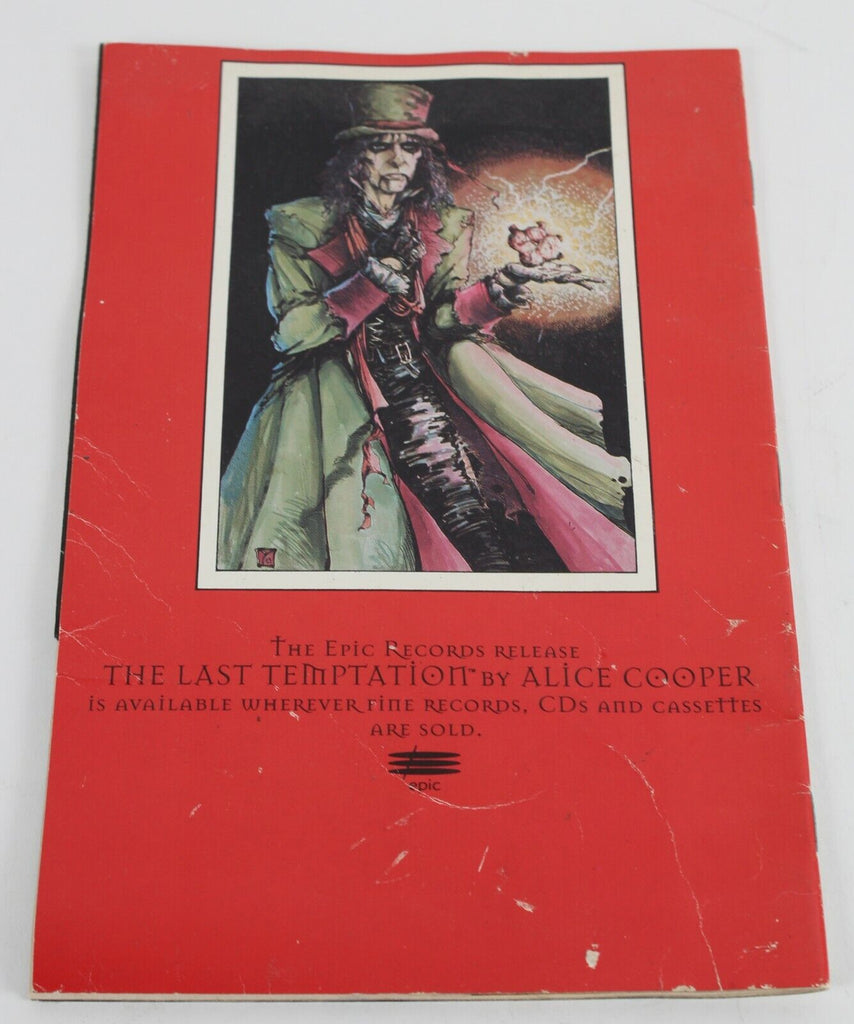 The Epic Records release
THE LAST TEMPTATION™ BY ALICE COOPER
is available wherever fine records, CDs and cassettes
are sold.
epic